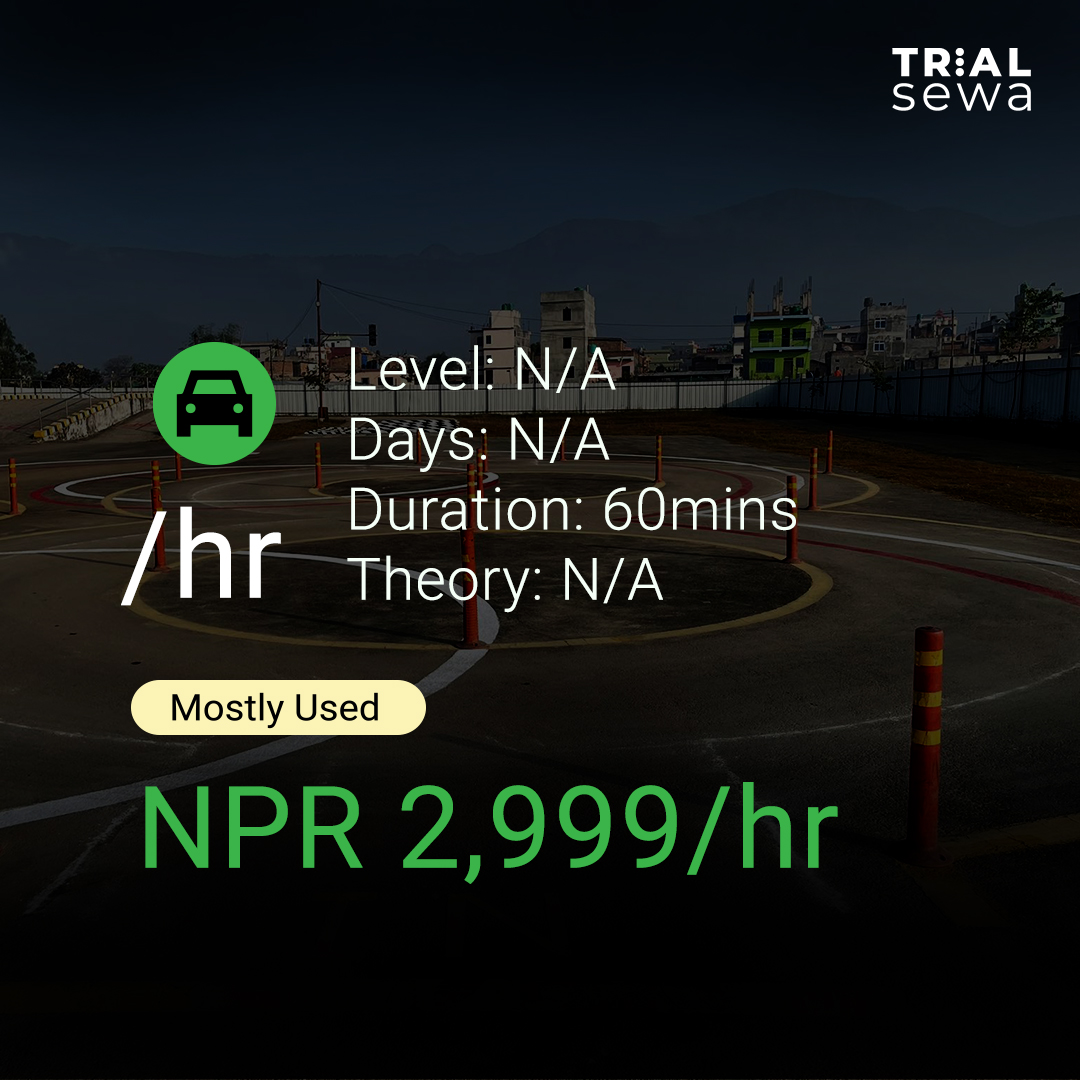 TRIAL
sewa
Level: N/A
Days: N/A
Duration: 60mins
Theory: N/A
/hr
Mostly Used
NPR 2,999/hr